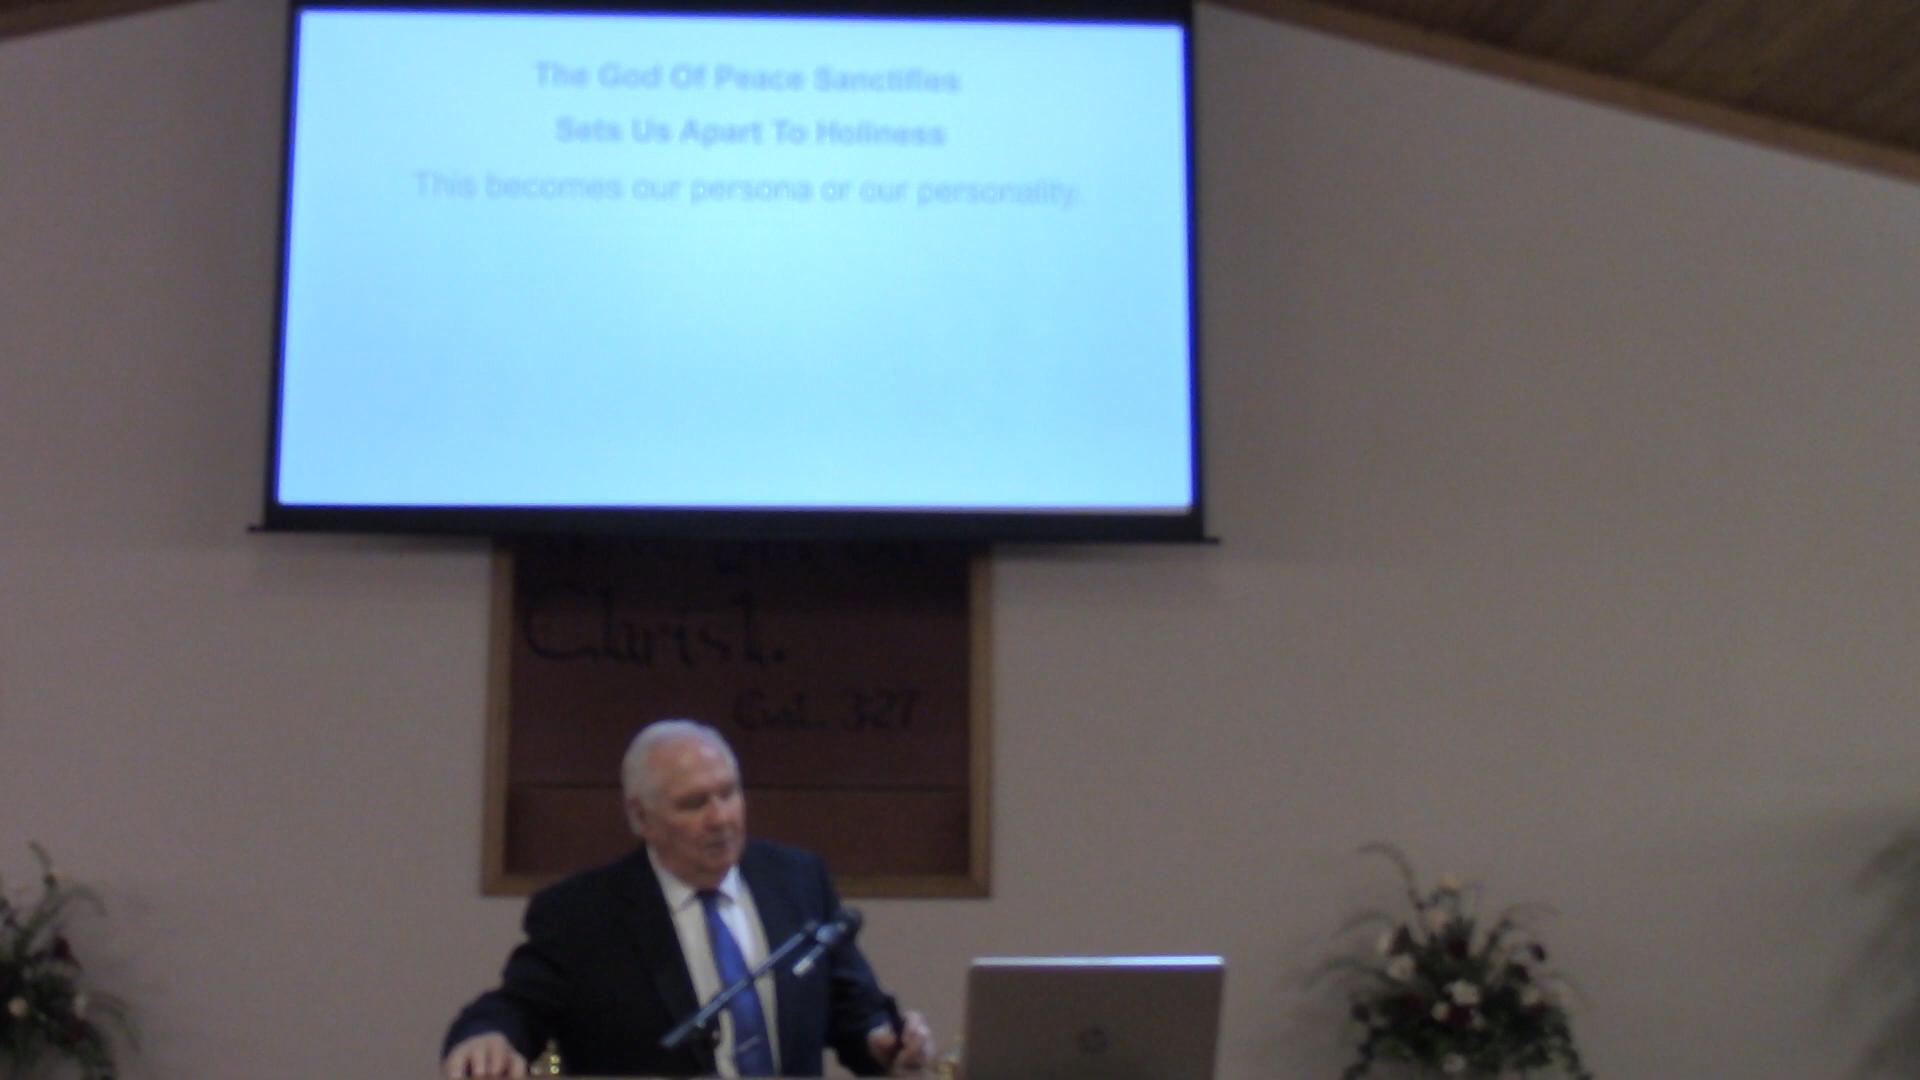 The God Of Peace Sanctifies
Sets Us Apart To Holiness
This becomes our persona or our personality.
Christ.
3:27